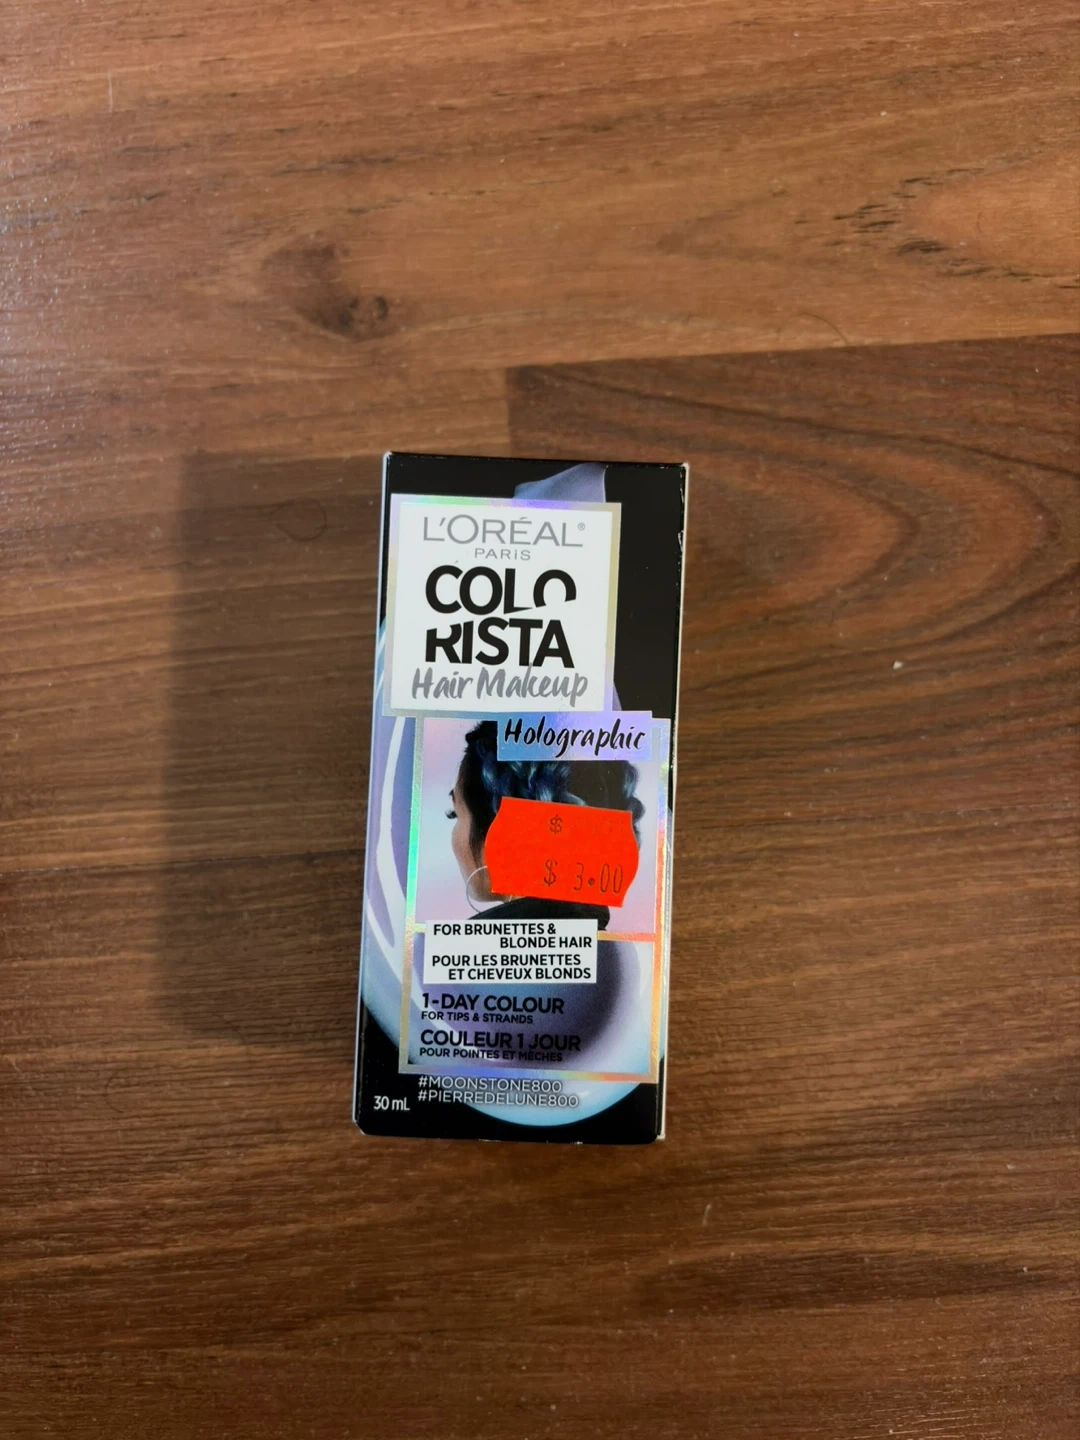 L'ORÉAL®
PARIS
COLO
RISTA
Hair Makeup
Holographic
$
$ 3.00
FOR BRUNETTES &
BLONDE HAIR
POUR LES BRUNETTES
ET CHEVEUX BLONDS
1-DAY COLOUR
FOR TIPS & STRANDS
COULEUR 1 JOUR
POUR POINTES ET MÈCHES
#MOONSTONE800
#PIERREDELUNE800
30 mL